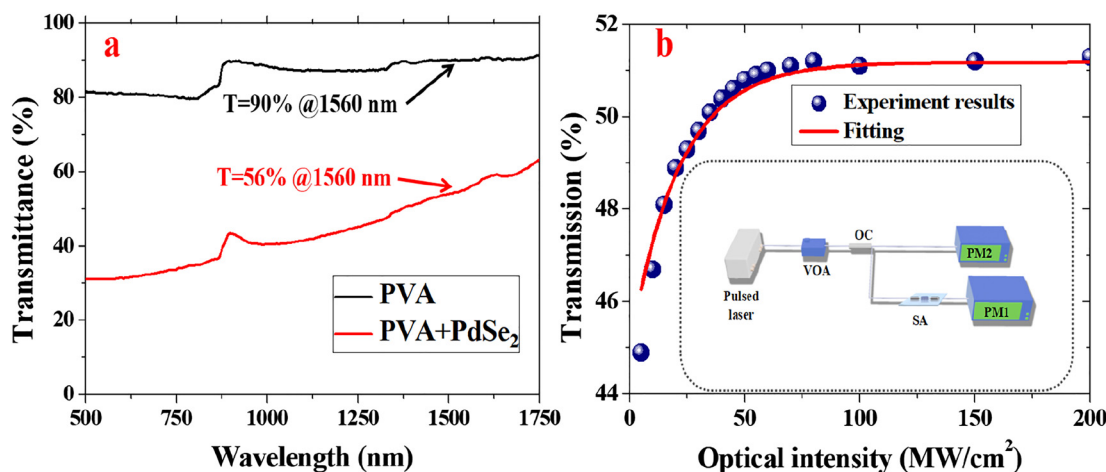 a
100
80
60
40
20
0
Transmittance (%)
T=90% @1560 nm
T=56% @1560 nm
PVA
PVA+PdSe₂
500
750
1000
1250
1500
1750
Wavelength (nm)
b
52
50
48
46
44
Transmission (%)
Experiment results
Fitting
OC
VOA
PM2
Pulsed
laser
SA
PM1
0
50
100
150
200
Optical intensity (MW/cm²)